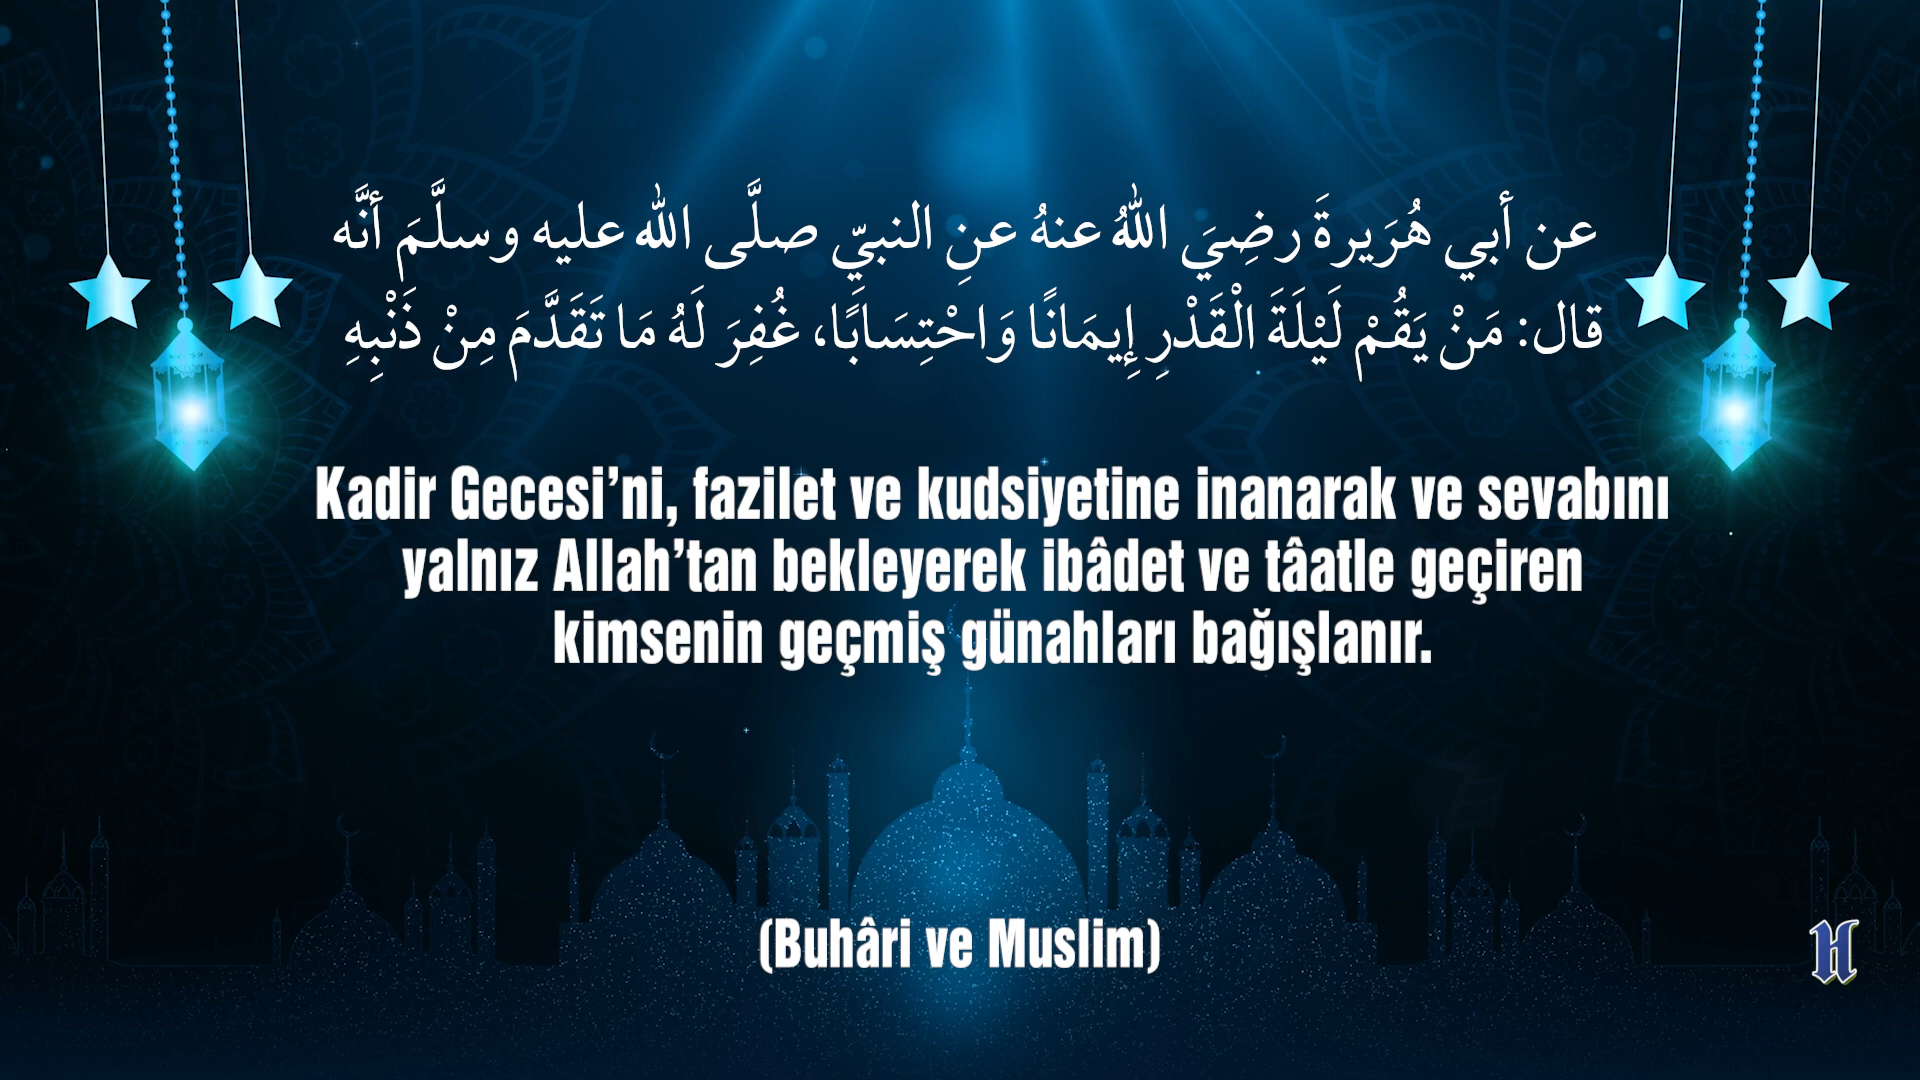 عن أبي هُرَيرةَ رضِيَ اللهُ عنهُ عنِ النبيّ صلَّى الله عليه وسلَّمَ أنَّه
قال: مَنْ يَقُمْ لَيْلَةَ الْقَدْرِ إِيمَانًا وَاحْتِسَابًا، غُفِرَ لَهُ مَا تَقَدَّمَ مِنْ ذَنْبِهِ
Kadir Gecesi’ni, fazilet ve kudsiyetine inanarak ve sevabını
yalnız Allah’tan bekleyerek ibâdet ve tâatle geçiren
kimsenin geçmiş günahları bağışlanır.
(Buhâri ve Muslim)
H